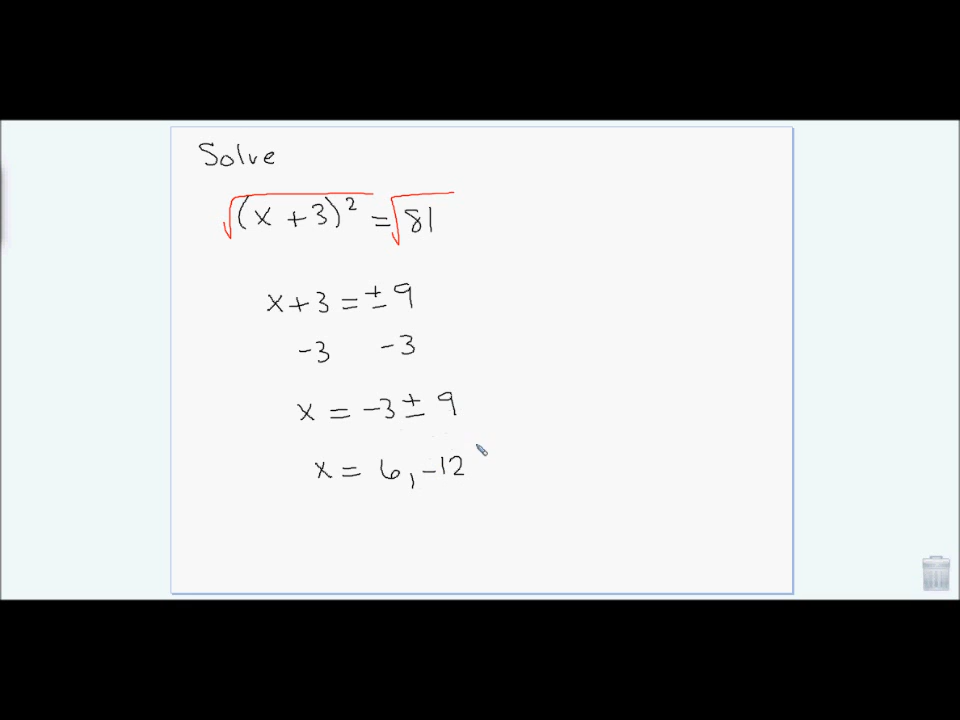 Solve
√(x+3)² = √81
x+3 = ±9
-3 -3
x = -3 ± 9
x = 6, -12